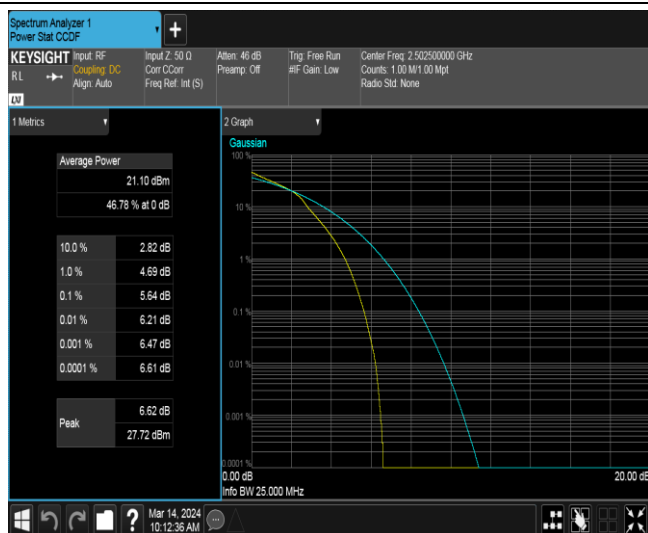 Spectrum Analyzer 1
Power Stat CCDF
+
KEYSIGHT Input: RF Input Z: 50 Ω Atten: 46 dB Trig: Free Run Center Freq: 2.502500000 GHz
RL Coupling: DC Corr CCorr Preamp: Off #IF Gain: Low Counts: 1.00 M/1.00 Mpt
Align: Auto Freq Ref: Int (S) Radio Std: None
LXI
1 Metrics
Average Power
21.10 dBm
46.78 % at 0 dB
10.0 % 2.82 dB
1.0 % 4.69 dB
0.1 % 5.64 dB
0.01 % 6.21 dB
0.001 % 6.47 dB
0.0001 % 6.61 dB
Peak 6.62 dB
27.72 dBm
2 Graph
Gaussian
100 %
10 %
1 %
0.1 %
0.01 %
0.001 %
0.0001 %
0.00 dB 20.00 dB
Info BW 25.000 MHz
? Mar 14, 2024
10:12:36 AM